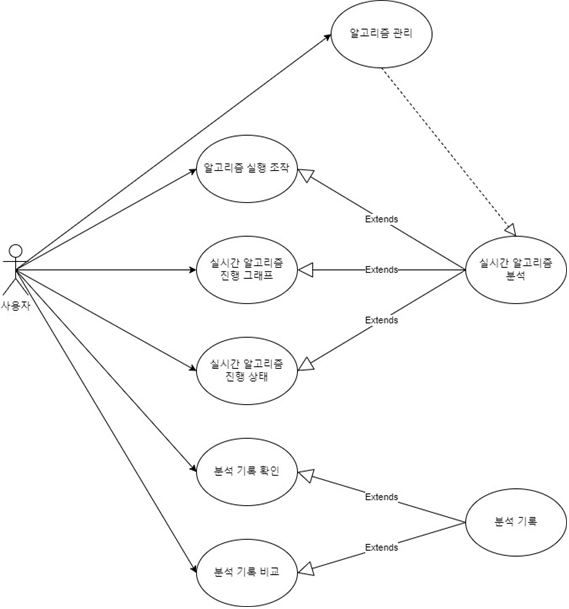 알고리즘 관리
알고리즘 실행 조작
Extends
사용자
실시간 알고리즘
진행 그래프
Extends
실시간 알고리즘
분석
Extends
실시간 알고리즘
진행 상태
분석 기록 확인
Extends
분석 기록
Extends
분석 기록 비교